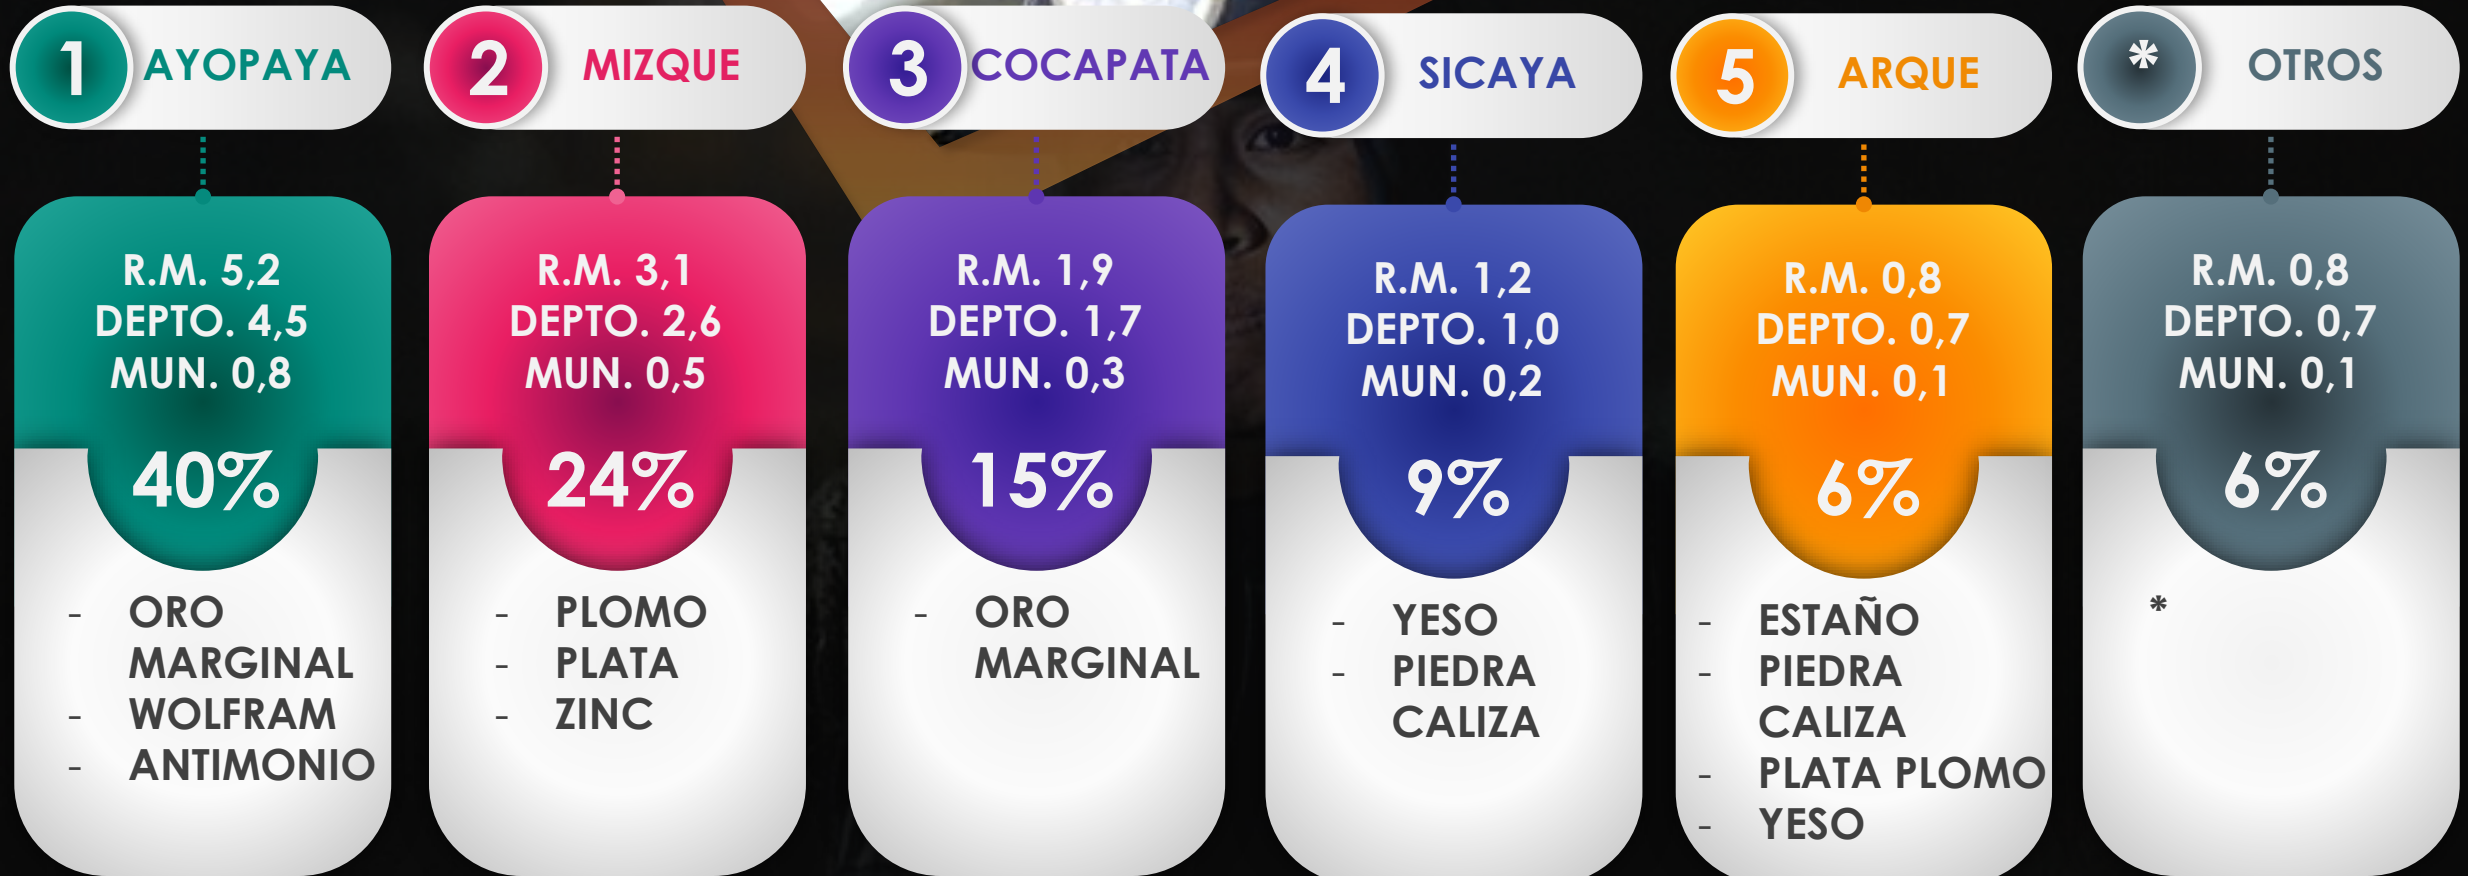 1 AYOPAYA
R.M. 5,2
DEPTO. 4,5
MUN. 0,8
40%
- ORO
MARGINAL
- WOLFRAM
- ANTIMONIO
2 MIZQUE
R.M. 3,1
DEPTO. 2,6
MUN. 0,5
24%
- PLOMO
- PLATA
- ZINC
3 COCAPATA
R.M. 1,9
DEPTO. 1,7
MUN. 0,3
15%
- ORO
MARGINAL
4 SICAYA
R.M. 1,2
DEPTO. 1,0
MUN. 0,2
9%
- YESO
- PIEDRA
CALIZA
5 ARQUE
R.M. 0,8
DEPTO. 0,7
MUN. 0,1
6%
- ESTAÑO
- PIEDRA
CALIZA
- PLATA PLOMO
- YESO
* OTROS
R.M. 0,8
DEPTO. 0,7
MUN. 0,1
6%
*